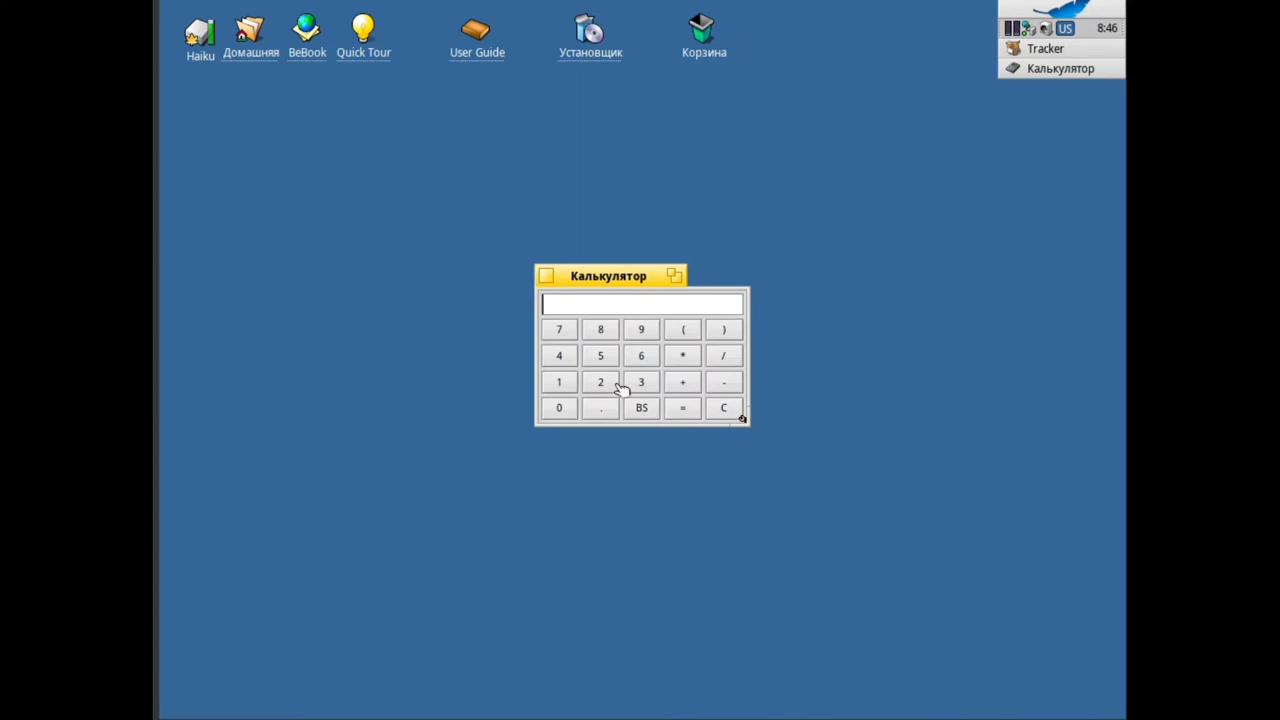 Haiku
Домашняя
BeBook
Quick Tour
User Guide
Установщик
Корзина
US
8:46
Tracker
Калькулятор
Калькулятор
7 8 9 ( )
4 5 6 * /
1 2 3 + -
0 . BS = C